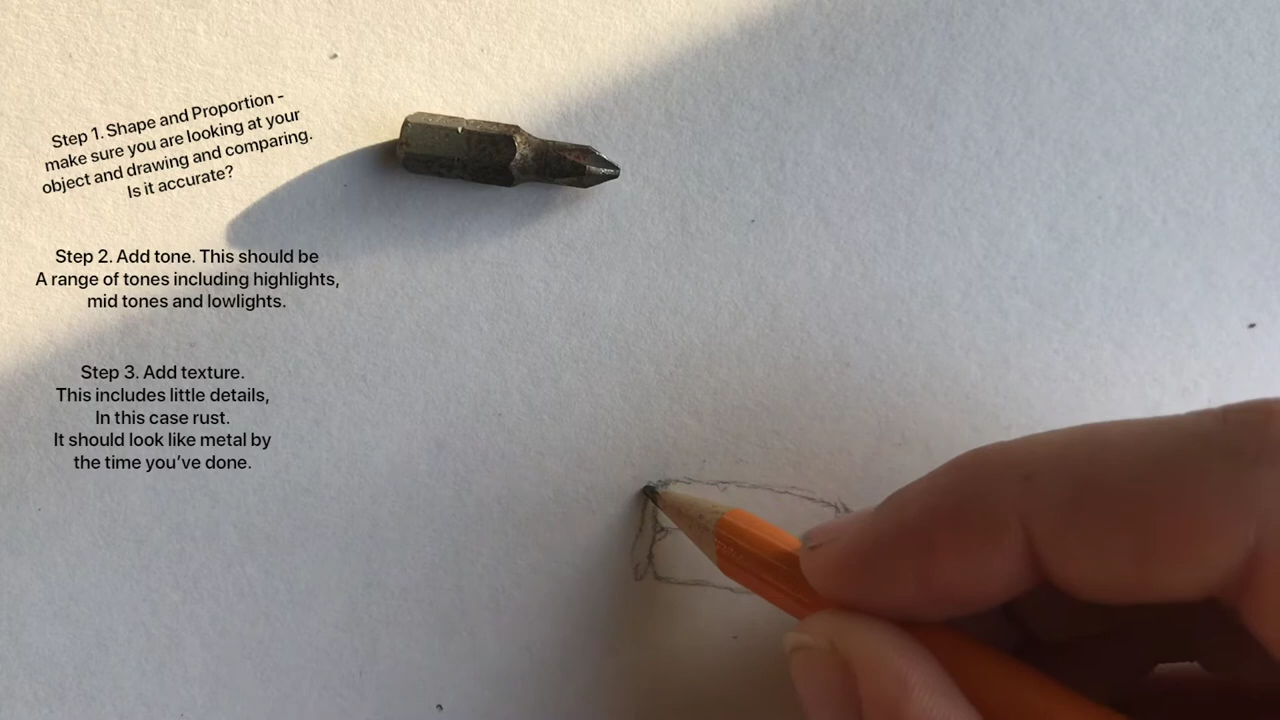 Step 1. Shape and Proportion -
make sure you are looking at your
object and drawing and comparing.
Is it accurate?
Step 2. Add tone. This should be
A range of tones including highlights,
mid tones and lowlights.
Step 3. Add texture.
This includes little details,
In this case rust.
It should look like metal by
the time you’ve done.